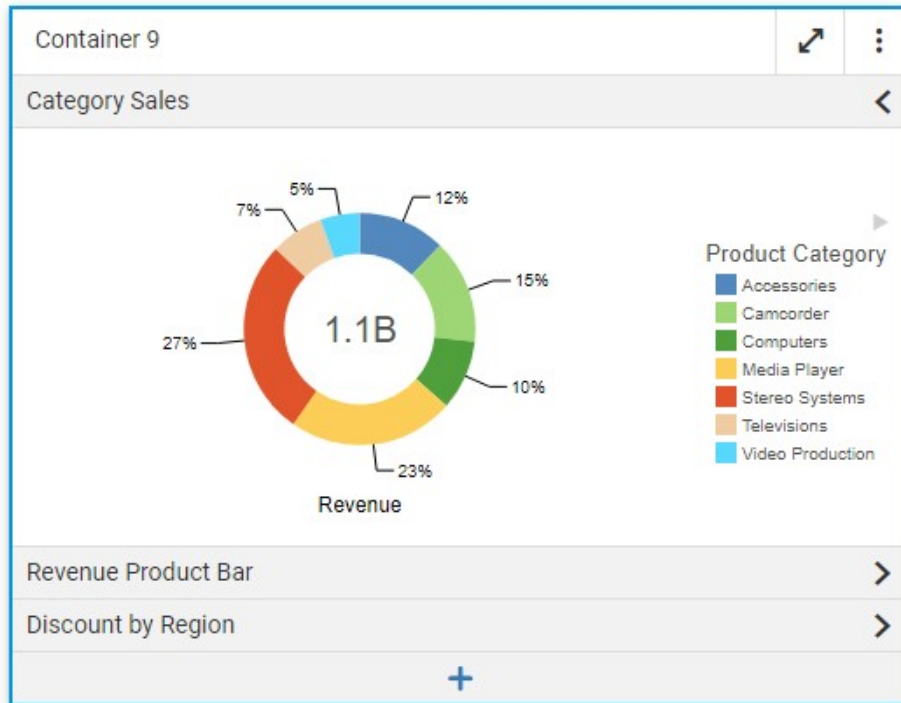 Container 9
Category Sales
5%
12%
7%
15%
27%
1.1B
10%
23%
Revenue
Product Category
Accessories
Camcorder
Computers
Media Player
Stereo Systems
Televisions
Video Production
Revenue Product Bar
Discount by Region